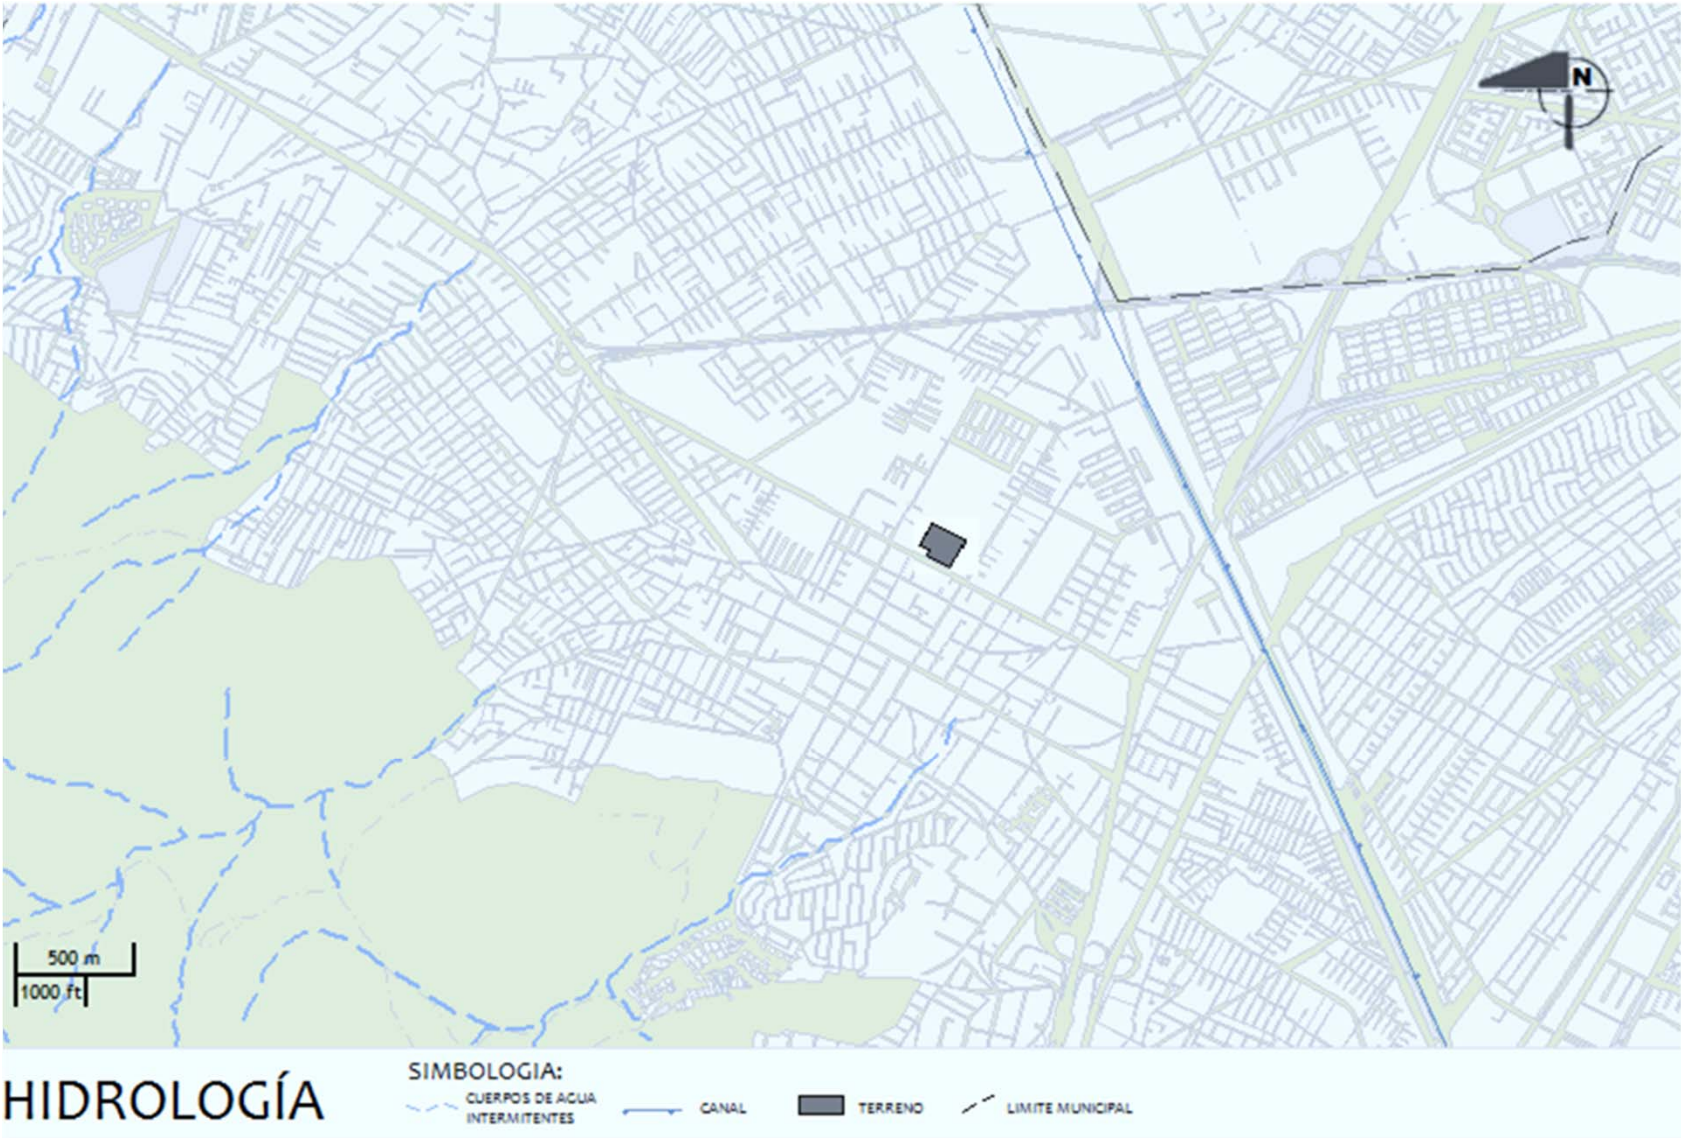 N
500 m
1000 ft
HIDROLOGÍA
SIMBOLOGIA:
CUERPOS DE AGUA
INTERMITENTES
CANAL
TERRENO
LIMITE MUNICIPAL